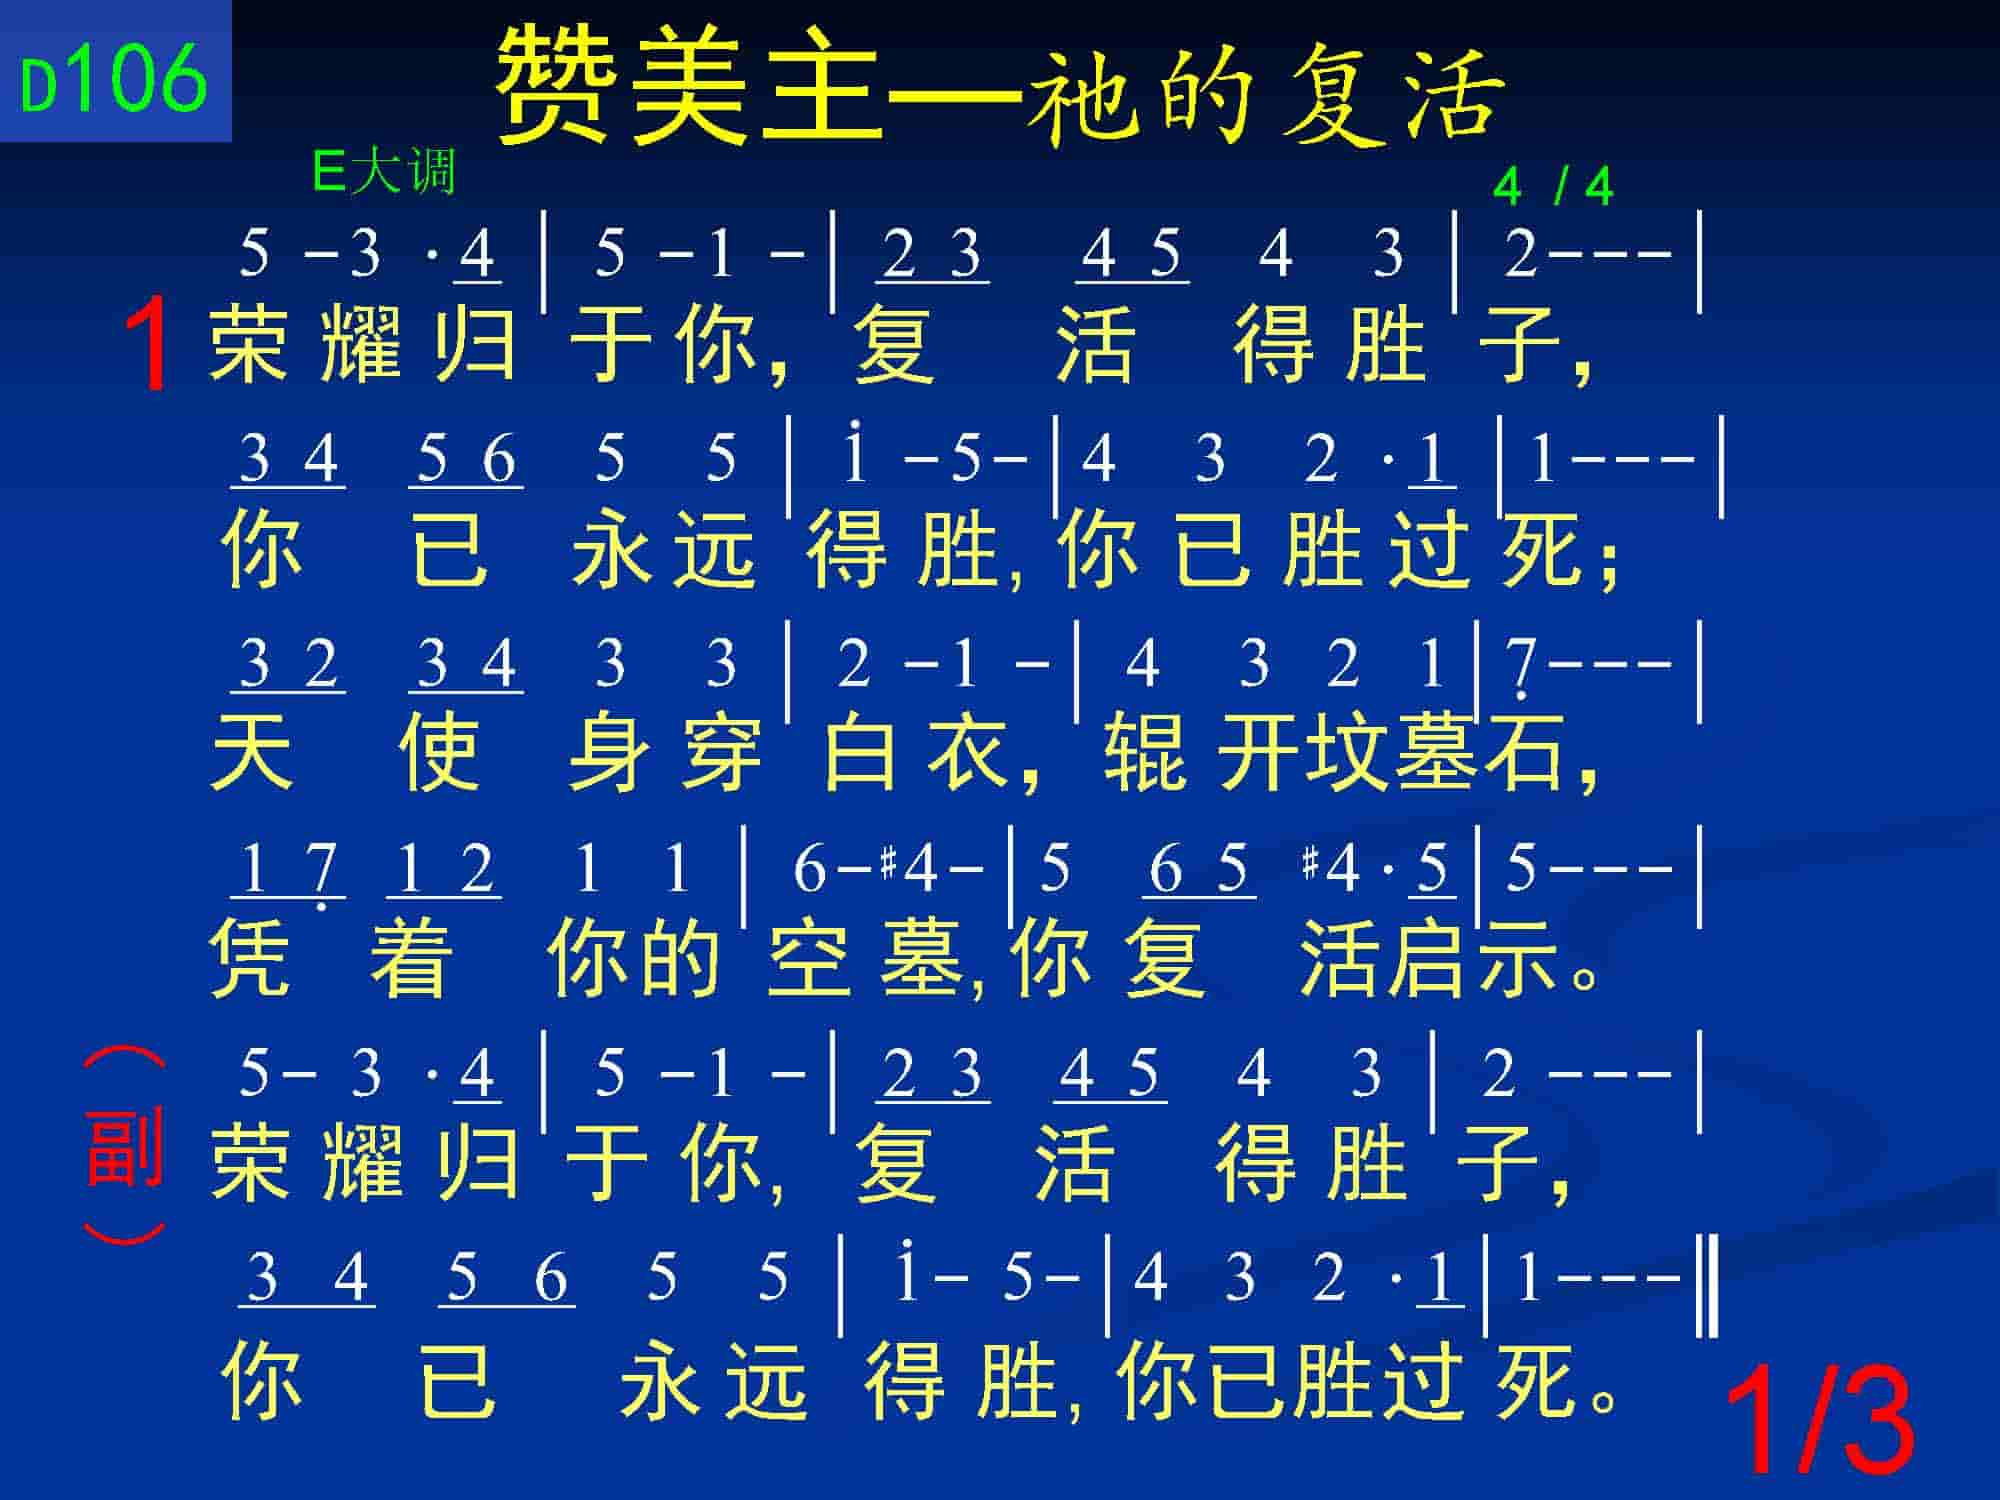 D106
赞美主—祂的复活
E大调
4 / 4
5 -3 ·4 | 5 -1 - | 2 3 4 5 4 3 | 2--- |
1 荣耀归于你，复活得胜子，
3 4 5 6 5 5 | i -5- | 4 3 2 ·1 | 1--- |
你已永远得胜,你已胜过死；
3 2 3 4 3 3 | 2 -1 - | 4 3 2 1 | 7̣--- |
天使身穿白衣，辊开坟墓石，
1 7̣ 1 2 1 1 | 6-#4- | 5 6 5 #4·5 | 5--- |
凭着你的空墓,你复活启示。
5- 3 ·4 | 5 -1 - | 2 3 4 5 4 3 | 2 --- |
（副）荣耀归于你,复活得胜子，
3 4 5 6 5 5 | i- 5- | 4 3 2 ·1 | 1--- ‖
你已永远得胜,你已胜过死。
1/3